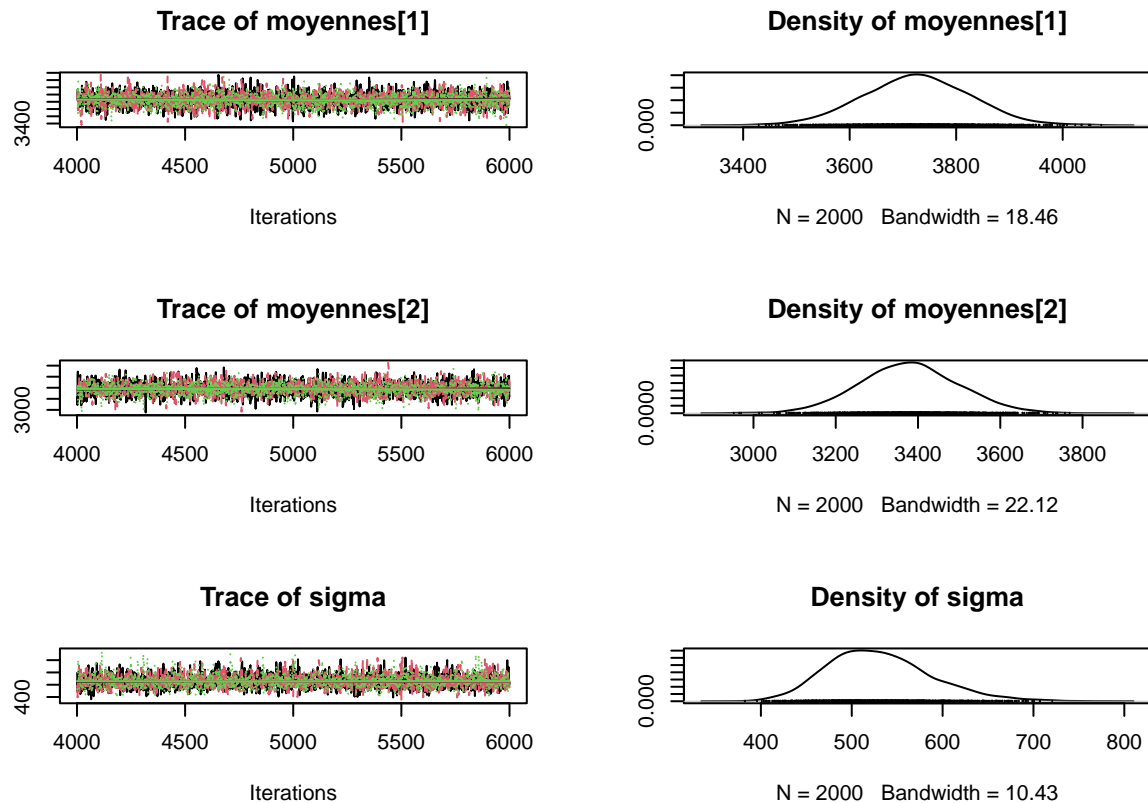 Trace of moyennes[1]
3400
4000 4500 5000 5500 6000
Iterations
Density of moyennes[1]
0.000
3400 3600 3800 4000
N = 2000 Bandwidth = 18.46
Trace of moyennes[2]
3000
4000 4500 5000 5500 6000
Iterations
Density of moyennes[2]
0.0000
3000 3200 3400 3600 3800
N = 2000 Bandwidth = 22.12
Trace of sigma
400
4000 4500 5000 5500 6000
Iterations
Density of sigma
0.000
400 500 600 700 800
N = 2000 Bandwidth = 10.43